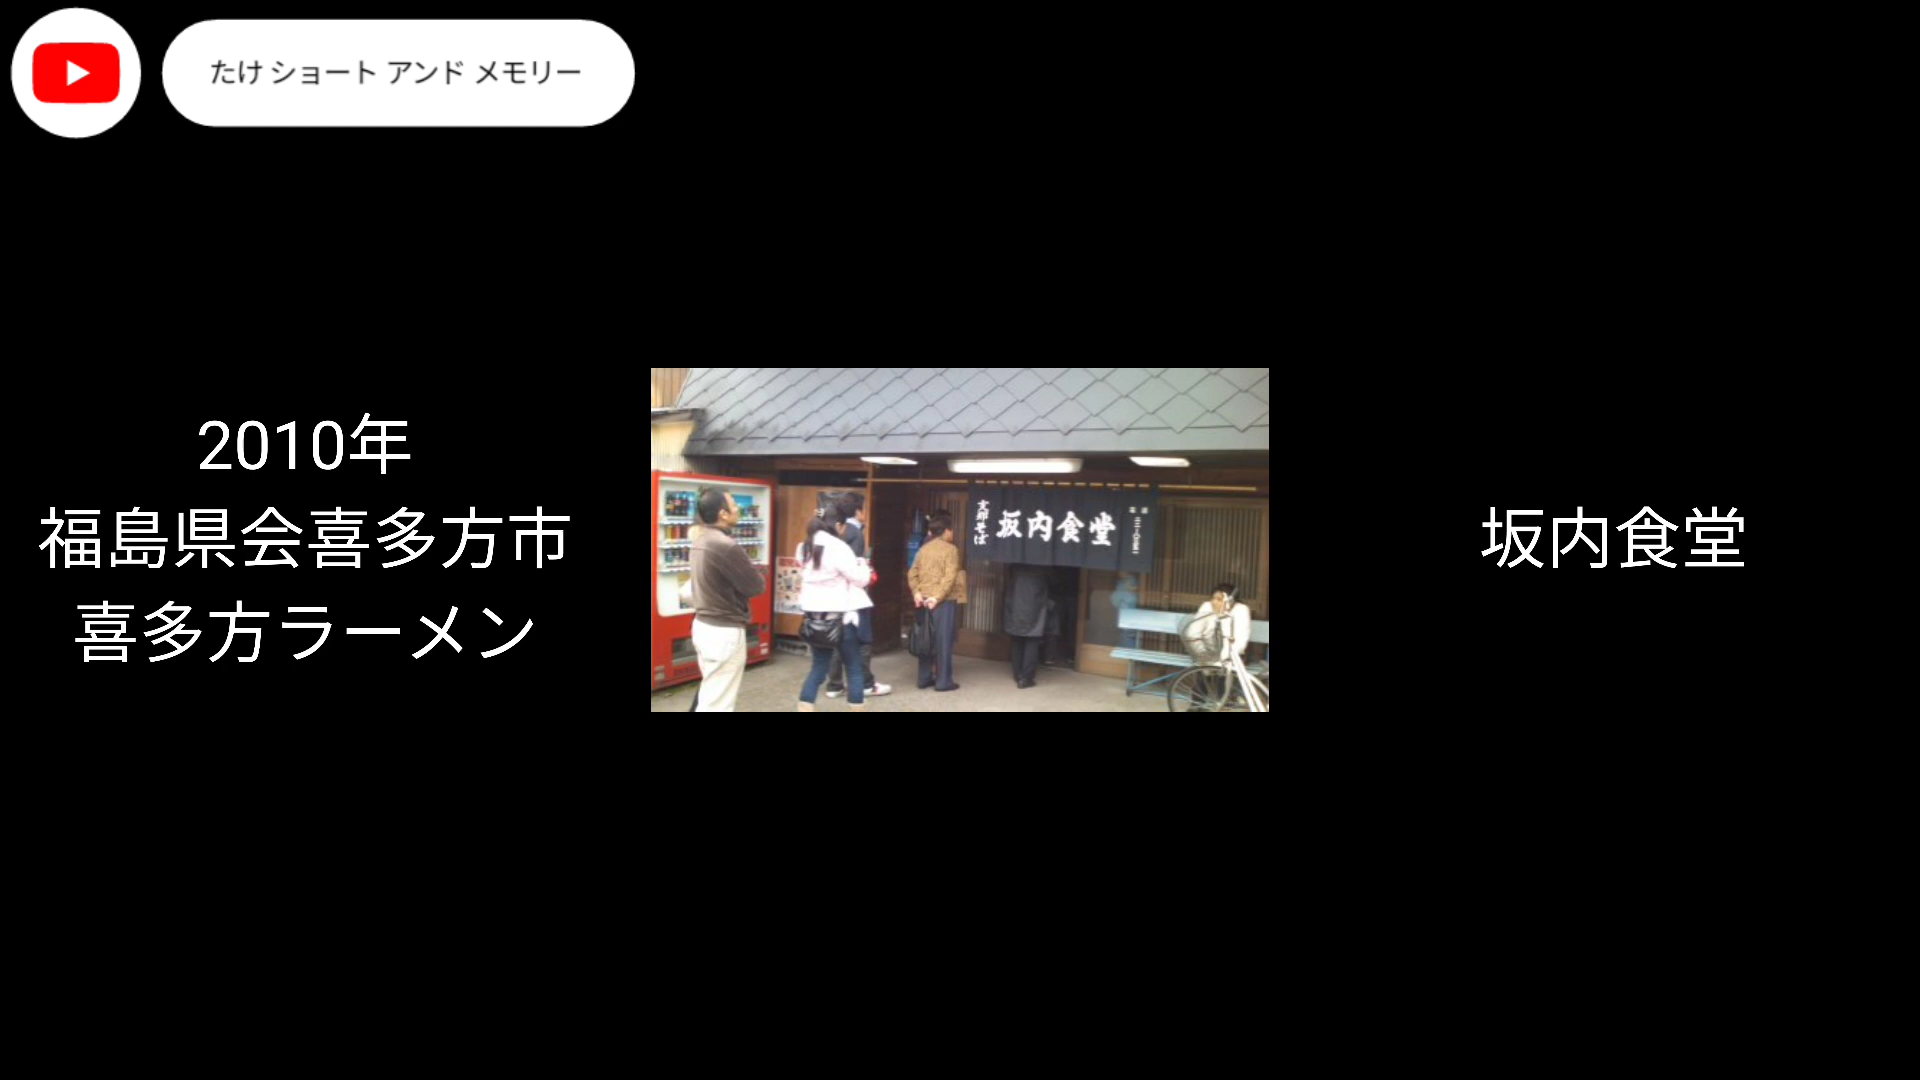 たけ ショート アンド メモリー
2010年
福島県会喜多方市
喜多方ラーメン
坂内食堂
坂内食堂